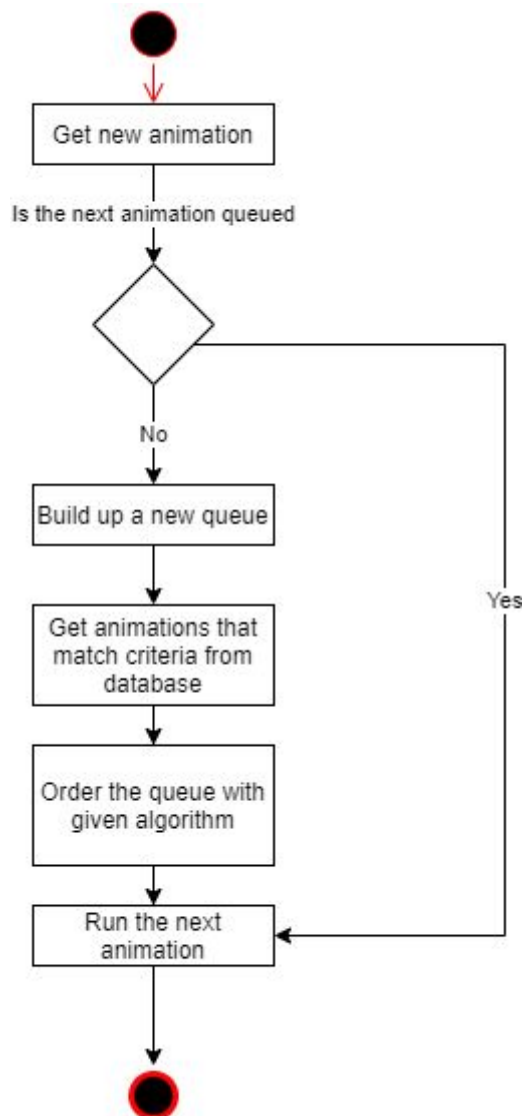 Get new animation
Is the next animation queued
No
Build up a new queue
Yes
Get animations that
match criteria from
database
Order the queue with
given algorithm
Run the next
animation